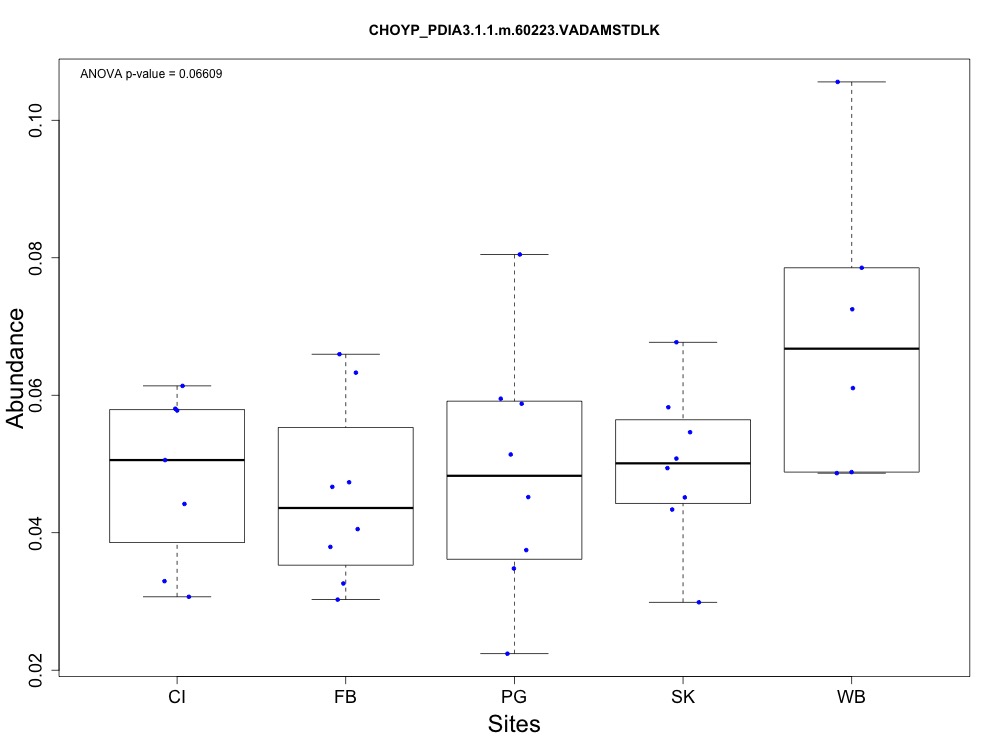 CHOYP_PDIA3.1.1.m.60223.VADAMSTDLK
ANOVA p-value = 0.06609
0.10
0.08
0.06
0.04
0.02
Abundance
CI FB PG SK WB
Sites